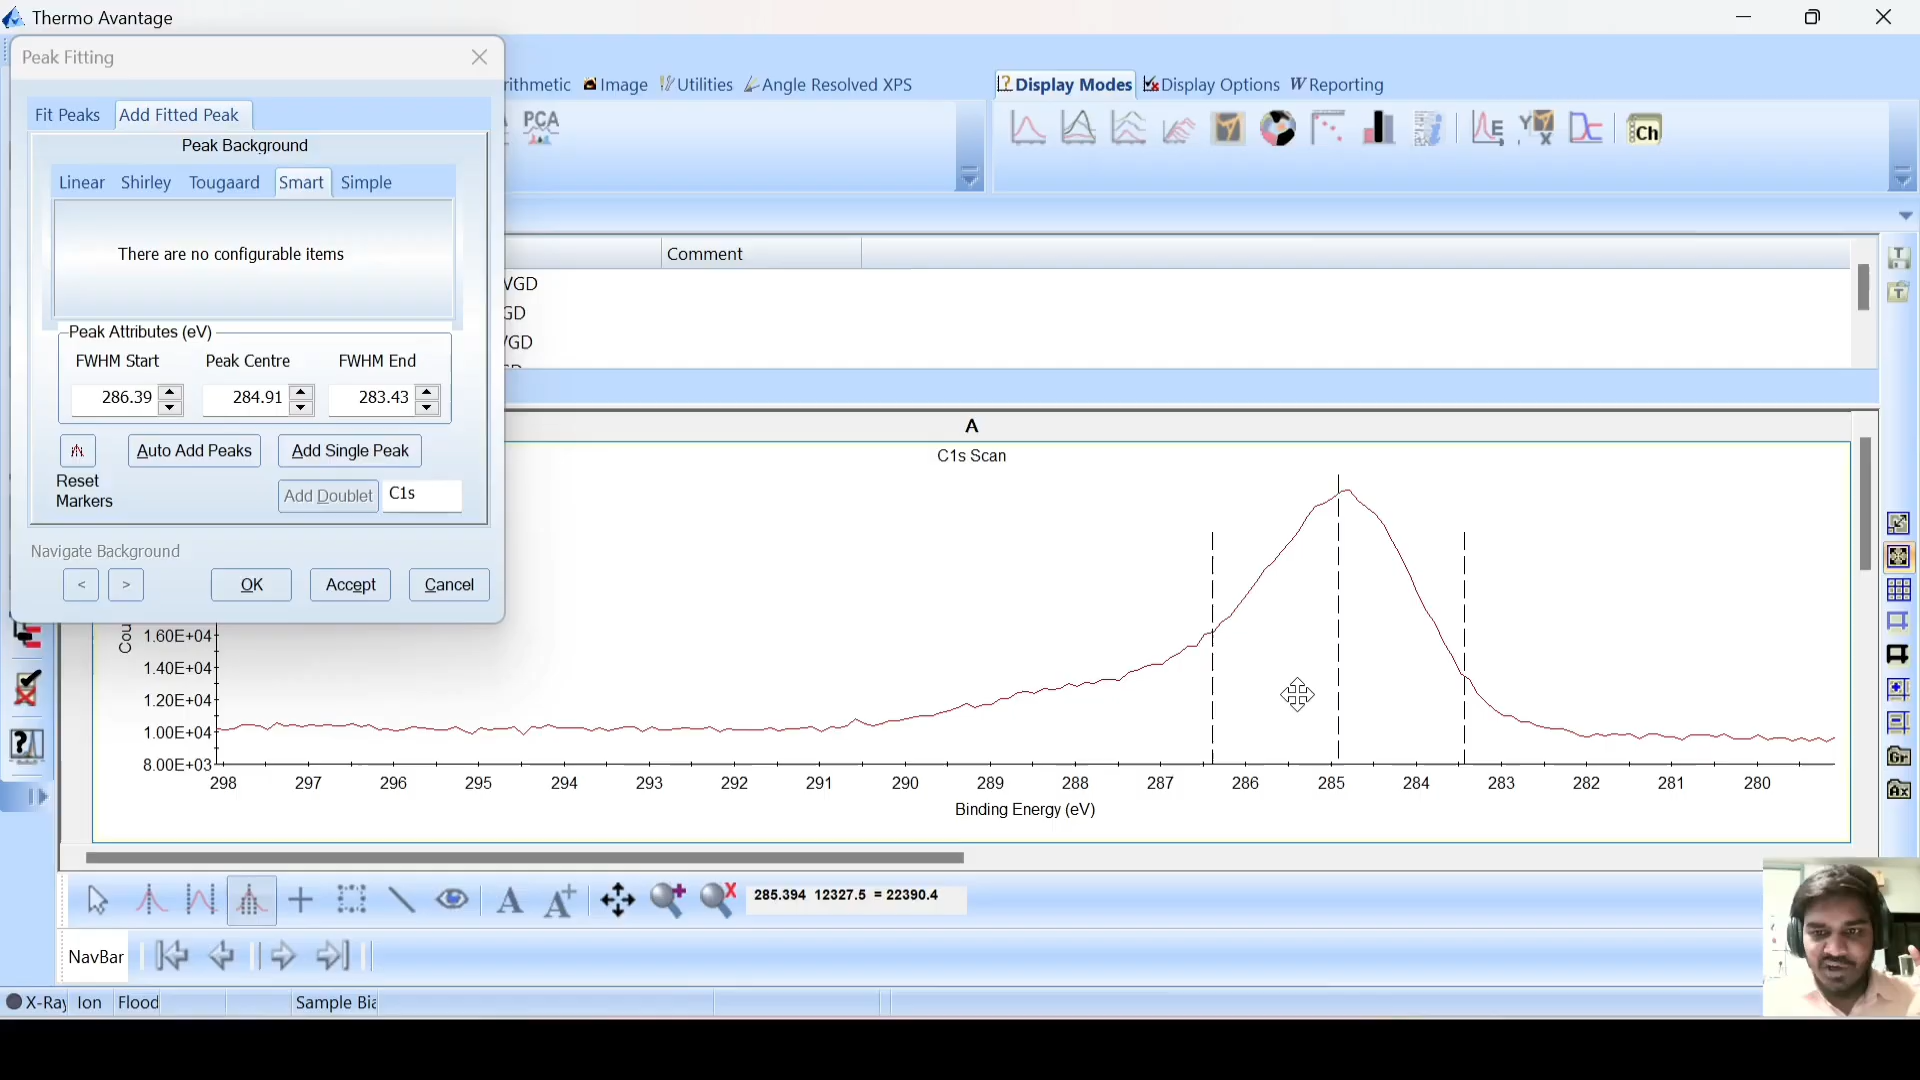 Thermo Avantage
Peak Fitting
rithmetic Image Utilities Angle Resolved XPS
Display Modes Display Options Reporting
Fit Peaks Add Fitted Peak
PCA
E Y X Ch
Peak Background
Linear Shirley Tougaard Smart Simple
There are no configurable items
Comment
VGD
GD
VGD
Peak Attributes (eV)
FWHM Start Peak Centre FWHM End
286.39 284.91 283.43
Auto Add Peaks Add Single Peak
Reset
Markers
Add Doublet C1s
Navigate Background
< > OK Accept Cancel
A
C1s Scan
Cou
1.60E+04
1.40E+04
1.20E+04
1.00E+04
8.00E+03
298 297 296 295 294 293 292 291 290 289 288 287 286 285 284 283 282 281 280
Binding Energy (eV)
T
T
Gr
Ax
A A+ 285.394 12327.5 = 22390.4
NavBar
X-Ray Ion Flood Sample Bia